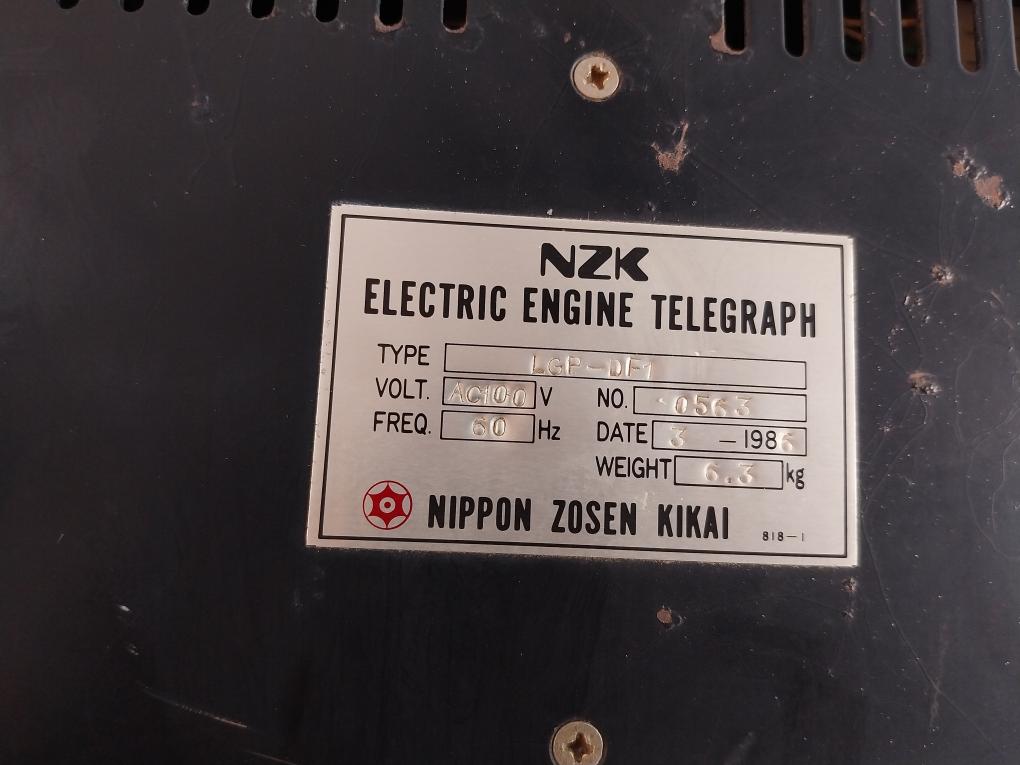 NZK
ELECTRIC ENGINE TELEGRAPH
TYPE LGP-DF1
VOLT. AC100 V NO. 0563
FREQ. 60 Hz DATE 3 - 1986
WEIGHT 6.3 kg
NIPPON ZOSEN KIKAI 818-1